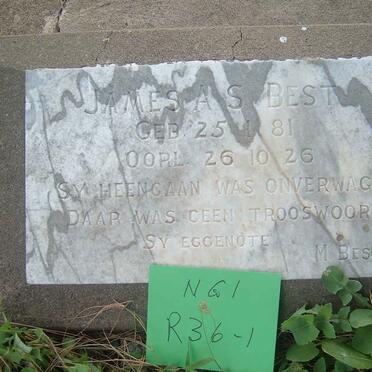 JAMES A S BEST
GEB 25 1 81
OORL 26 10 26
SY HEENGAAN WAS ONVERWAG
DAAR WAS GEEN TROOSWOOR
SY EGGENOTE
M BES
NG1
R36-1